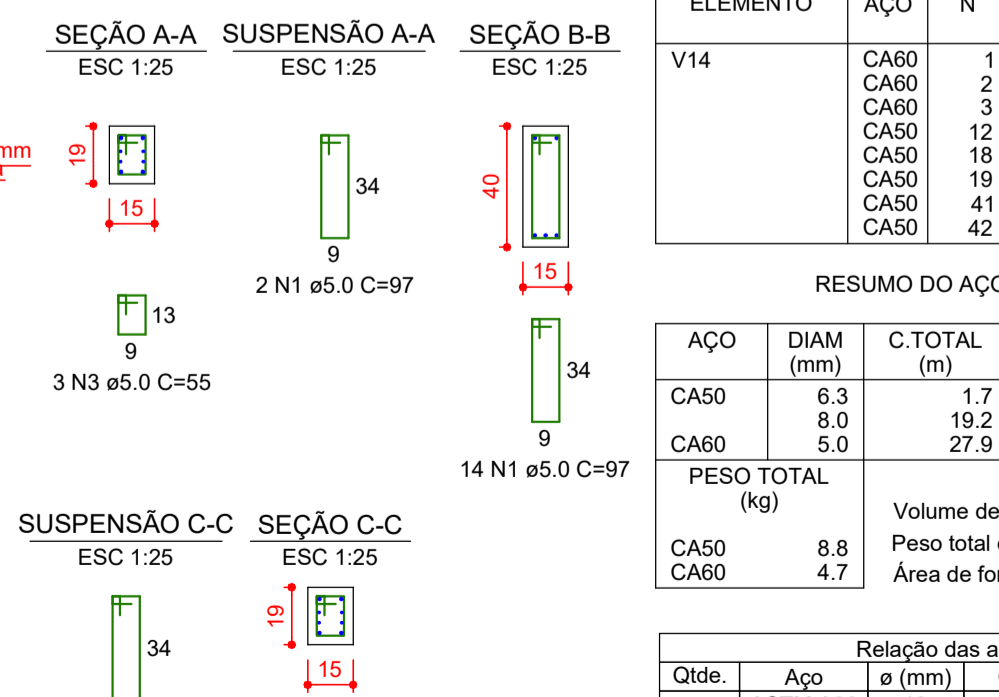 SEÇÃO A-A
ESC 1:25
19
15
13
9
3 N3 ø5.0 C=55
SUSPENSÃO A-A
ESC 1:25
34
9
2 N1 ø5.0 C=97
SEÇÃO B-B
ESC 1:25
40
15
34
9
14 N1 ø5.0 C=97
mm
SUSPENSÃO C-C
ESC 1:25
34
SEÇÃO C-C
ESC 1:25
19
15
ELEMENTO AÇO N
V14 CA60 1
CA60 2
CA60 3
CA50 12
CA50 18
CA50 19
CA50 41
CA50 42
RESUMO DO AÇO
AÇO DIAM (mm) C.TOTAL (m)
CA50 6.3 1.7
8.0 19.2
CA60 5.0 27.9
PESO TOTAL
(kg)
CA50 8.8
CA60 4.7
Volume de
Peso total
Área de
Relação das
Qtde. Aço ø (mm)